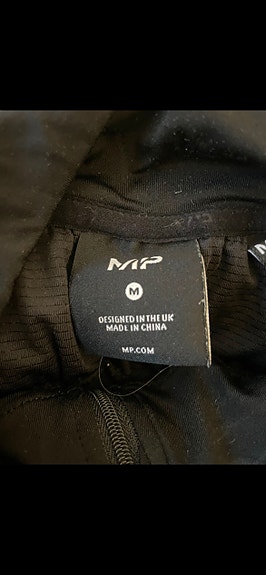 MP
M
DESIGNED IN THE UK
MADE IN CHINA
MP.COM